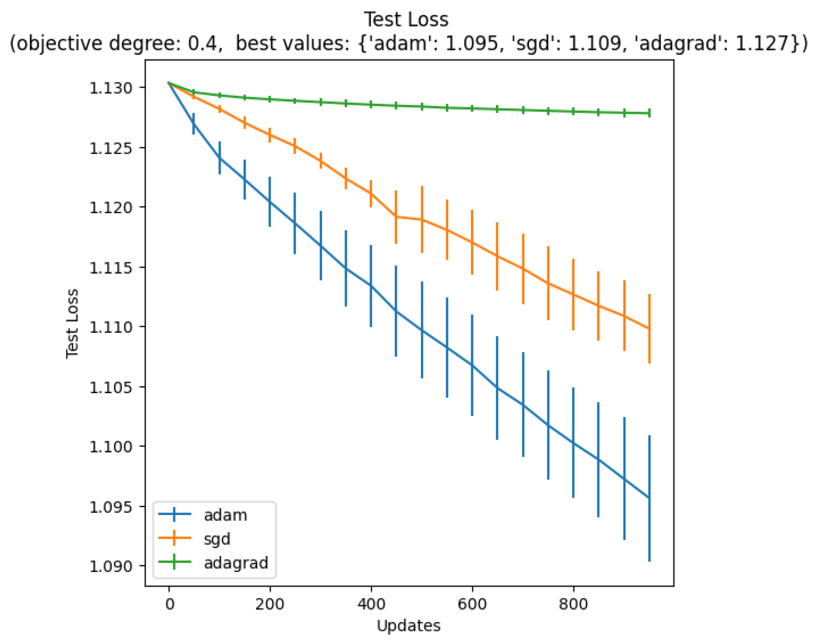 Test Loss
(objective degree: 0.4,  best values: {'adam': 1.095, 'sgd': 1.109, 'adagrad': 1.127})
1.130
1.125
1.120
1.115
1.110
1.105
1.100
1.095
1.090
Test Loss
adam
sgd
adagrad
0 200 400 600 800
Updates